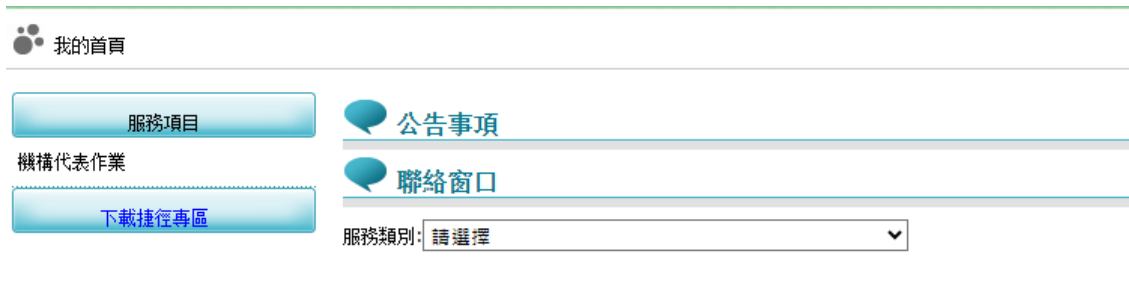 我的首頁
服務項目
機構代表作業
下載捷徑專區
公告事項
聯絡窗口
服務類別:請選擇